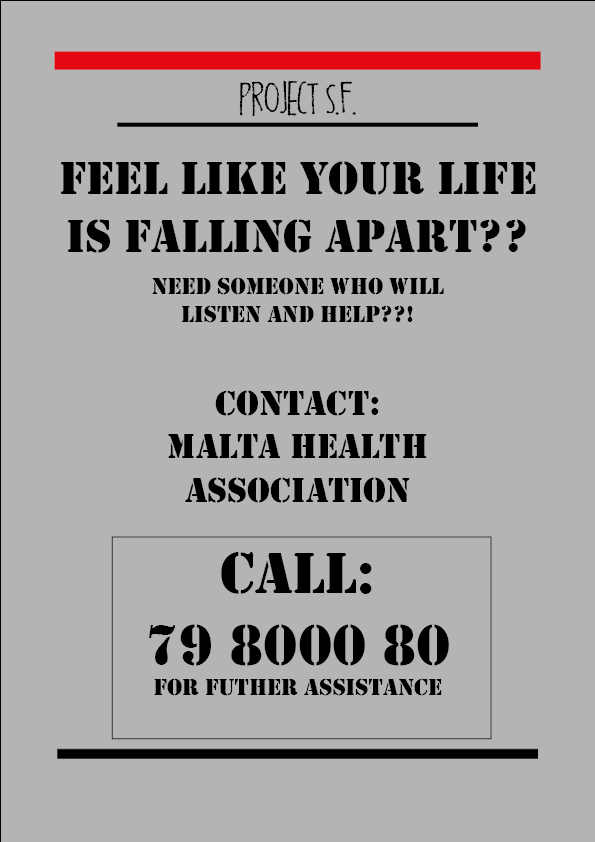 PROJECT S.F.
FEEL LIKE YOUR LIFE
IS FALLING APART??
NEED SOMEONE WHO WILL
LISTEN AND HELP??!
CONTACT:
MALTA HEALTH
ASSOCIATION
CALL:
79 8000 80
FOR FUTHER ASSISTANCE